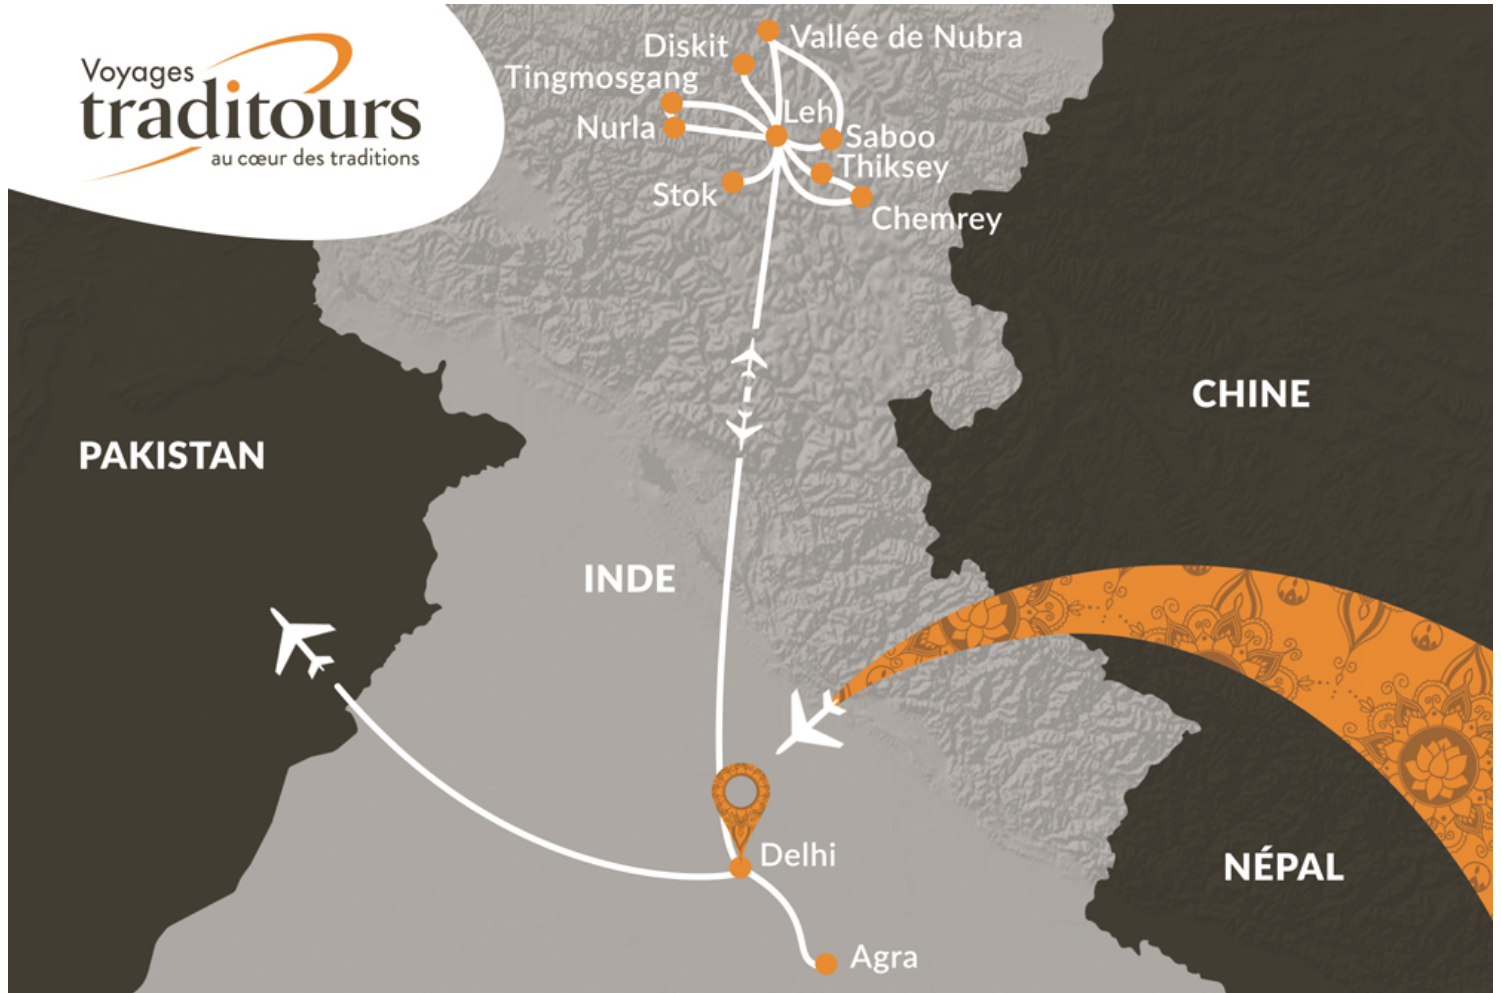 Voyages
traditours
au cœur des traditions
Vallée de Nubra
Diskit
Tingmosgang
Leh
Nurla
Saboo
Thiksey
Stok
Chemrey
CHINE
PAKISTAN
INDE
Delhi
NÉPAL
Agra